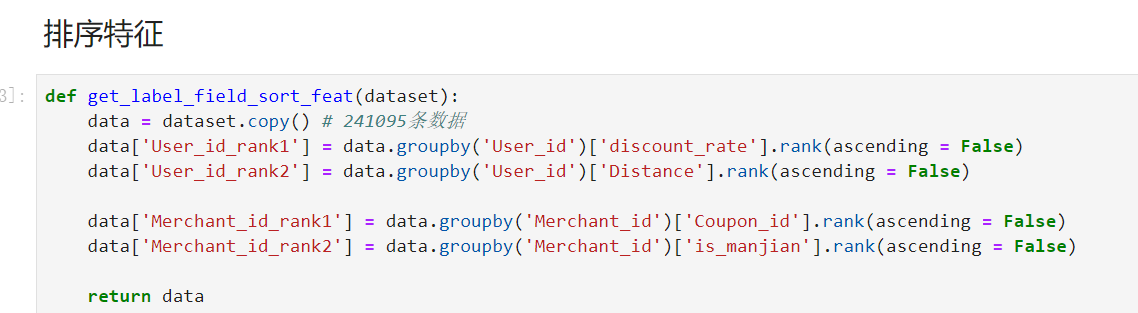 排序特征
3]:
def get_label_field_sort_feat(dataset):
    data = dataset.copy() # 241095条数据
    data['User_id_rank1'] = data.groupby('User_id')['discount_rate'].rank(ascending = False)
    data['User_id_rank2'] = data.groupby('User_id')['Distance'].rank(ascending = False)
    data['Merchant_id_rank1'] = data.groupby('Merchant_id')['Coupon_id'].rank(ascending = False)
    data['Merchant_id_rank2'] = data.groupby('Merchant_id')['is_manjian'].rank(ascending = False)
    return data